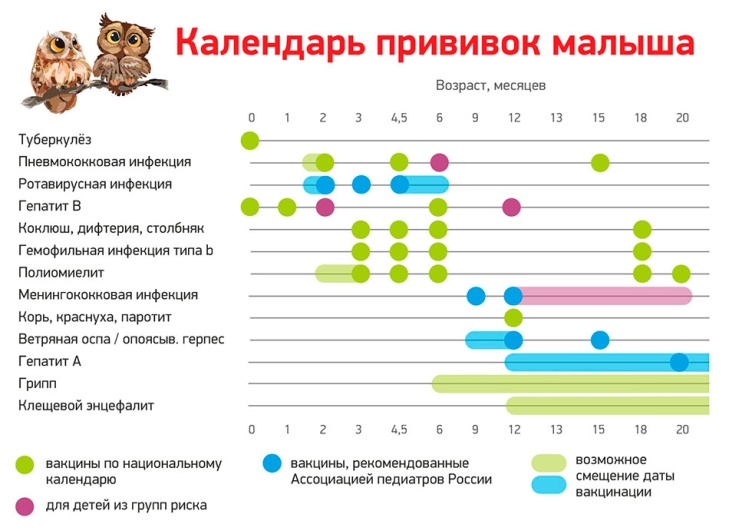 Календарь прививок малыша
Возраст, месяцев
0 1 2 3 4,5 6 9 12 13 15 18 20
Туберкулёз
Пневмококковая инфекция
Ротавирусная инфекция
Гепатит В
Коклюш, дифтерия, столбняк
Гемофильная инфекция типа b
Полиомиелит
Менингококковая инфекция
Корь, краснуха, паротит
Ветряная оспа / опоясыв. герпес
Гепатит А
Грипп
Клещевой энцефалит
0 1 2 3 4,5 6 9 12 13 15 18 20
вакцины по национальному
календарю
для детей из групп риска
вакцины, рекомендованные
Ассоциацией педиатров России
возможное
смещение даты
вакцинации